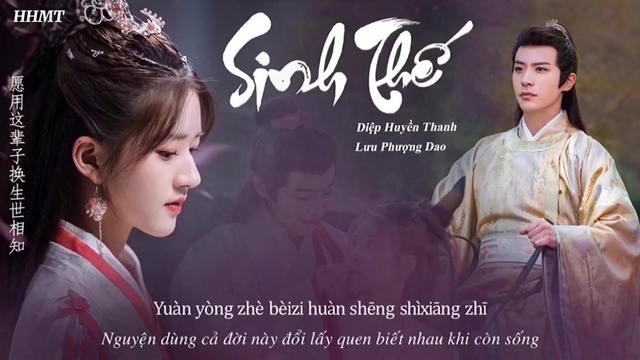 HHMT
Sinh Thế
Diệp Huyền Thanh
Lưu Phượng Dao
愿用这辈子换生世相知
Yuàn yòng zhè bèizi huàn shēng shìxiāng zhī
Nguyện dùng cả đời này đổi lấy quen biết nhau khi còn sống